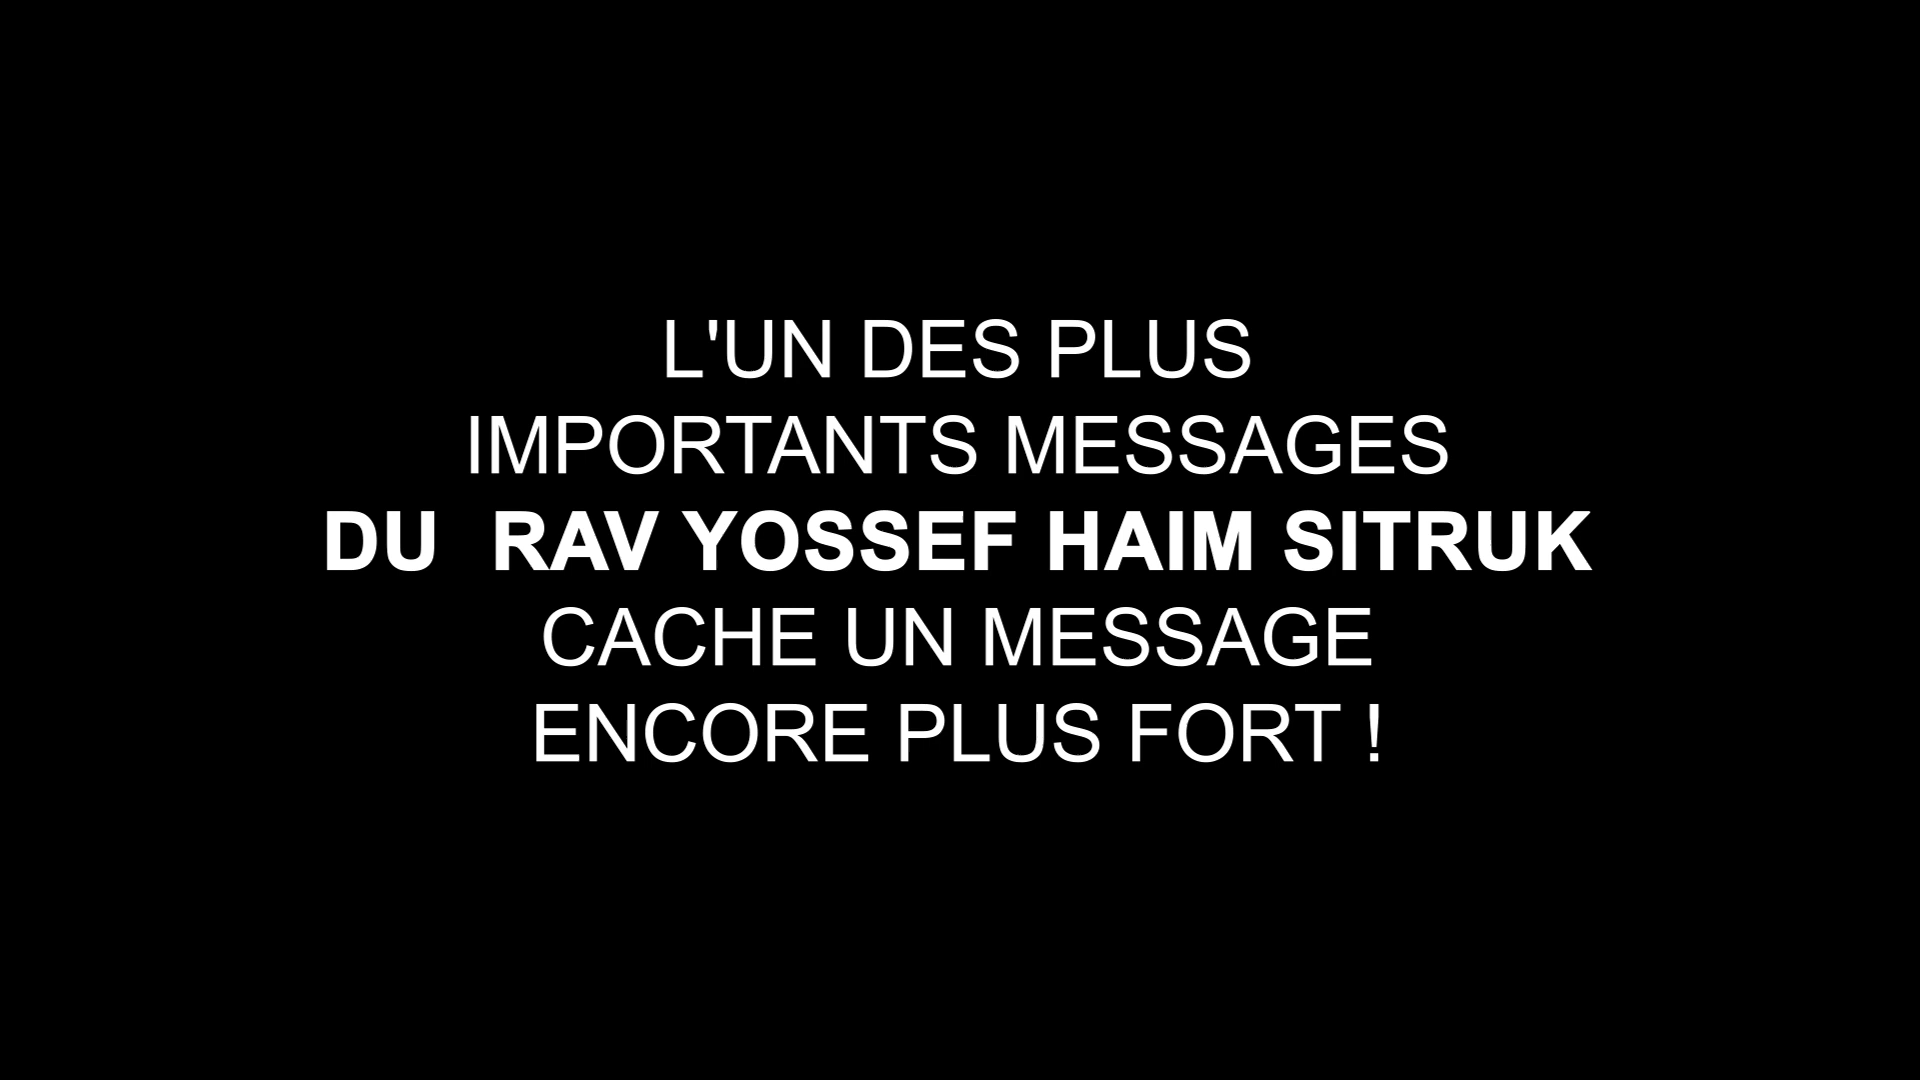 L'UN DES PLUS
IMPORTANTS MESSAGES
DU  RAV YOSSEF HAIM SITRUK
CACHE UN MESSAGE
ENCORE PLUS FORT !